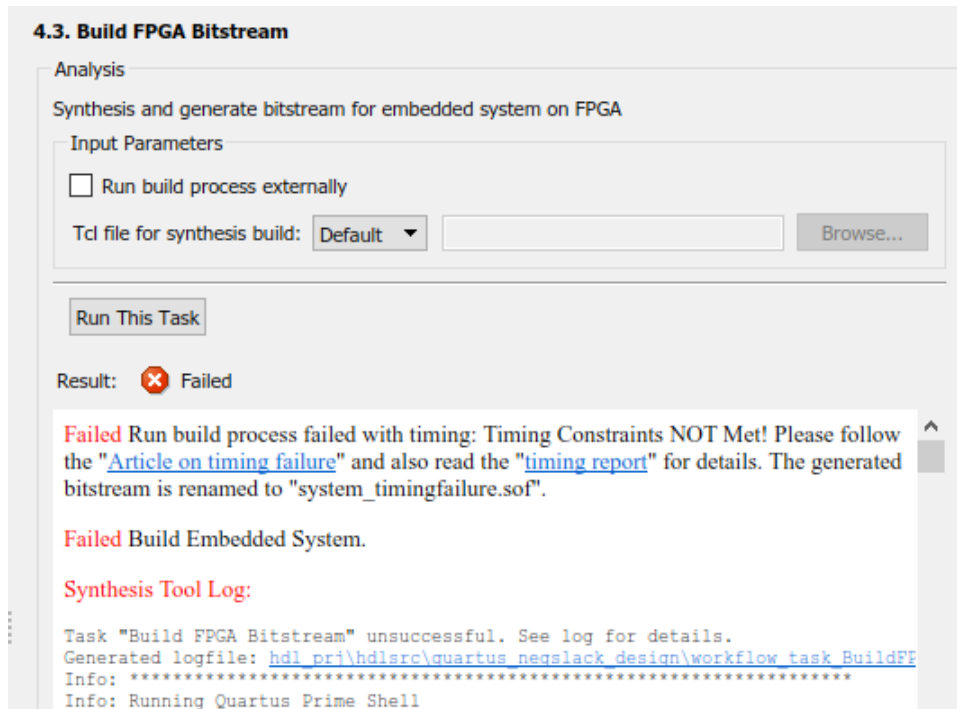 4.3. Build FPGA Bitstream
Analysis
Synthesis and generate bitstream for embedded system on FPGA
Input Parameters
Run build process externally
Tcl file for synthesis build: Default Browse...
Run This Task
Result: Failed
Failed Run build process failed with timing: Timing Constraints NOT Met! Please follow
the "Article on timing failure" and also read the "timing report" for details. The generated
bitstream is renamed to "system_timingfailure.sof".
Failed Build Embedded System.
Synthesis Tool Log:
Task "Build FPGA Bitstream" unsuccessful. See log for details.
Generated logfile: hdl_prj\hdlsrc\quartus_negslack_design\workflow_task_BuildFP
Info: *******************************************************************
Info: Running Quartus Prime Shell